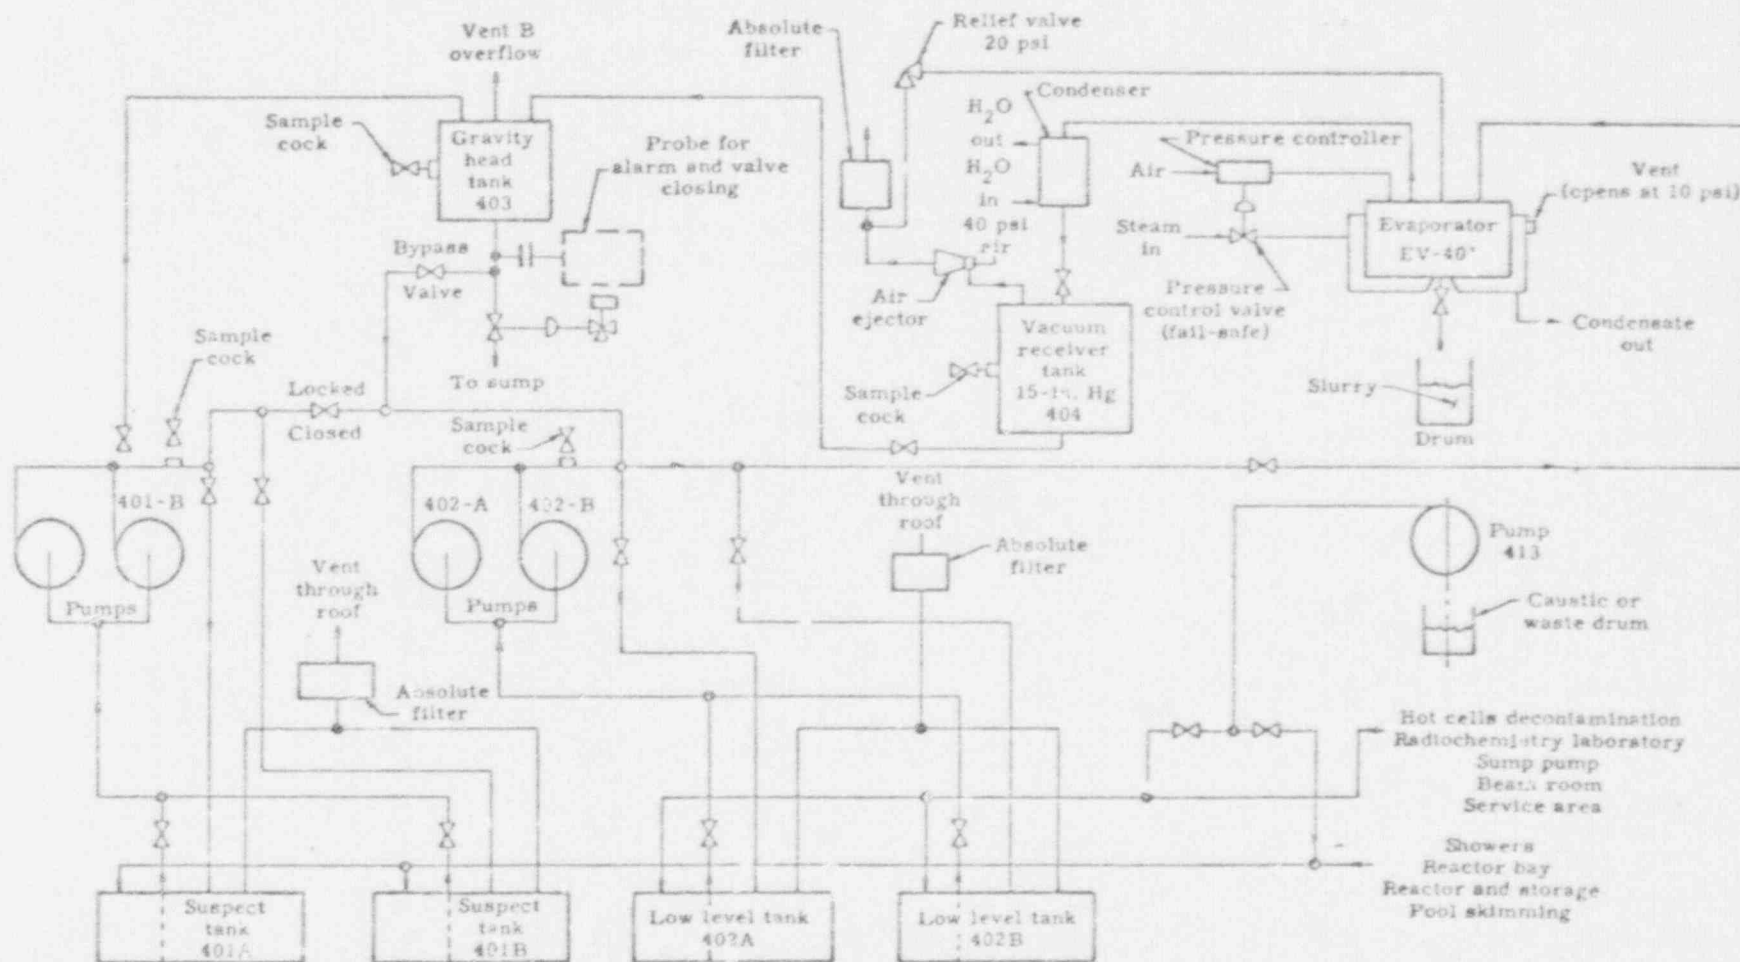 Vent B
overflow
Absolute
filter
Relief valve
20 psi
Sample
cock
Gravity
head
tank
403
Probe for
alarm and valve
closing
H2O
out
H2O
in
Condenser
40 psi
air
Pressure controller
Air
Steam
in
Pressure
control valve
(fail-safe)
Vent
(opens at 10 psi)
Evaporator
EV-40
Condensate
out
Bypass
Valve
To sump
Air
ejector
Vacuum
receiver
tank
Hg
404
Sample
cock
Slurry
Drum
Sample
cock
Locked
Closed
Sample
cock
401-B
Pumps
402-A
402-B
Pumps
Vent
through
roof
Absolute
filter
Vent
through
roof
Absolute
filter
Pump
413
Caustic or
waste drum
Hot cells decontamination
Radiochemistry laboratory
Sump pump
Beam room
Service area
Showers
Reactor bay
Reactor and storage
Pool skimming
Suspect
tank
401A
Suspect
tank
401B
Low level tank
402A
Low level tank
402B